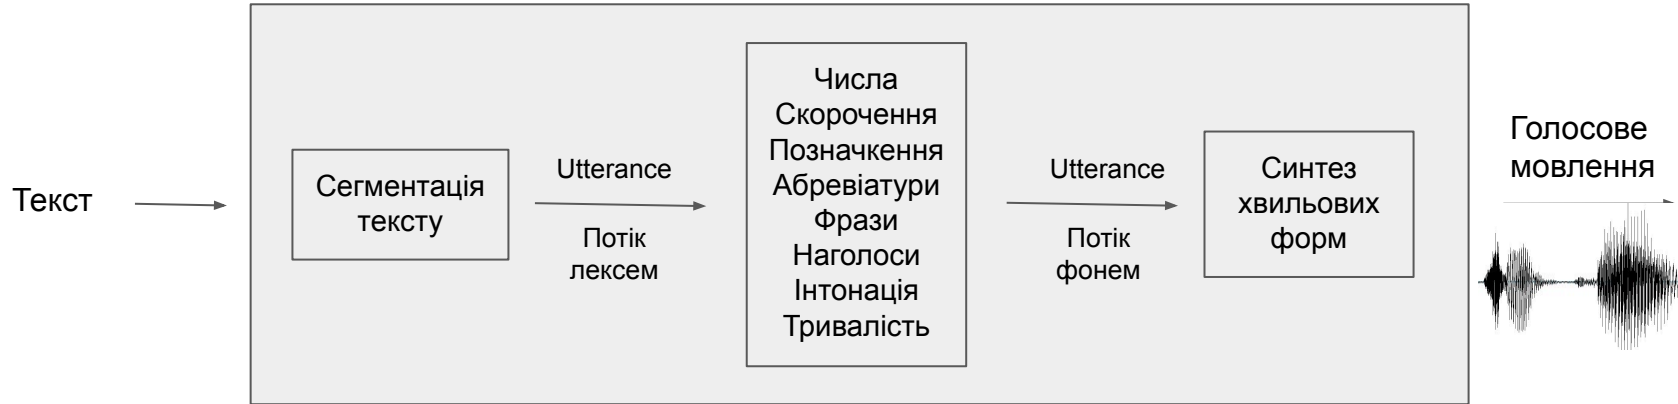 Текст
Сегментація
тексту
Utterance
Потік
лексем
Числа
Скорочення
Позначкення
Абревіатури
Фрази
Наголоси
Інтонація
Тривалість
Utterance
Потік
фонем
Синтез
хвильових
форм
Голосове
мовлення